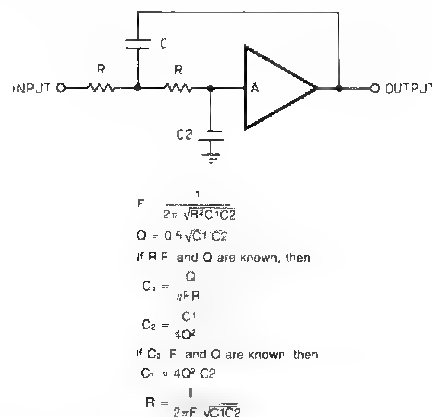 C
R
R
INPUT
A
OUTPUT
C2
F 1
2π √R²C1C2
Q = 0.5 √C1 C2
If R F and Q are known, then
C₁ = Q
πFR
C₂ = C1
4Q²
If C₂ F and Q are known then
C₁ = 4Q² C2
R = 1
2πF √C1C2